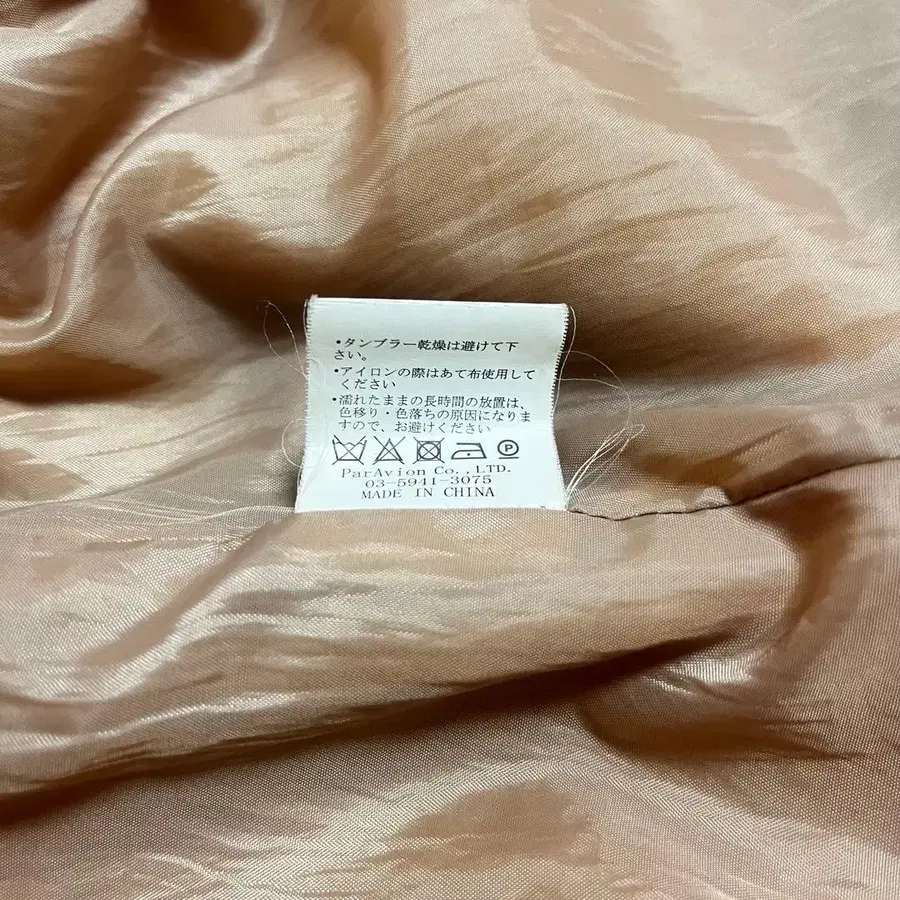 •タンブラー乾燥は避けて下
さい。
•アイロンの際はあて布使用して
ください
•濡れたままの長時間の放置は、
色移り・色落ちの原因になりま
すので、お避けください
P
ParAvion Co.,LTD.
03-5941-3075
MADE IN CHINA